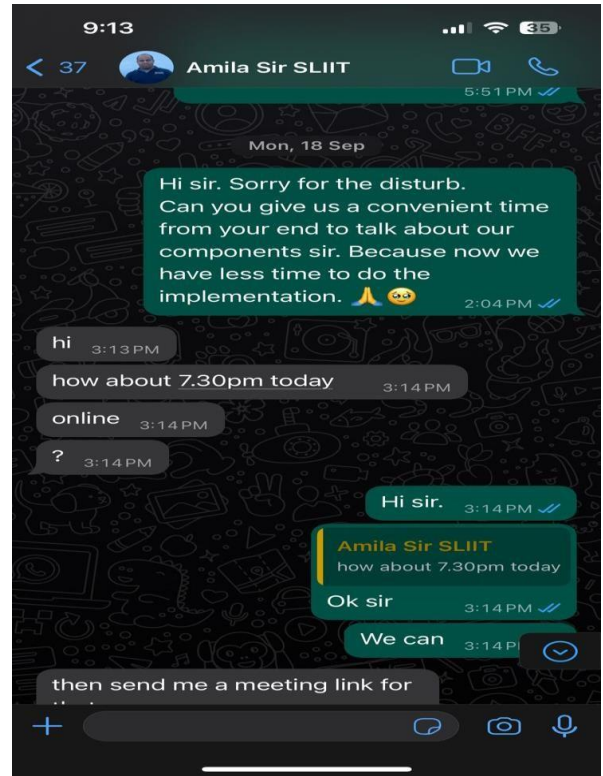 9:13
35
37
Amila Sir SLIIT
5:51 PM
Mon, 18 Sep
Hi sir. Sorry for the disturb.
Can you give us a convenient time
from your end to talk about our
components sir. Because now we
have less time to do the
implementation. 🙏🥹
2:04 PM
hi
3:13 PM
how about 7.30pm today
3:14 PM
online
3:14 PM
?
3:14 PM
Hi sir.
3:14 PM
Amila Sir SLIIT
how about 7.30pm today
Ok sir
3:14 PM
We can
3:14 P
then send me a meeting link for